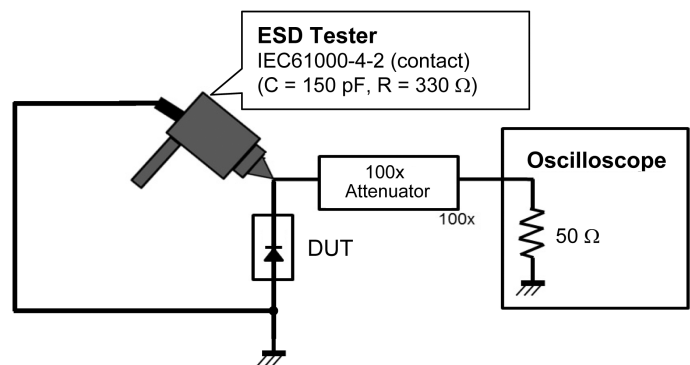 ESD Tester
IEC61000-4-2 (contact)
(C = 150 pF, R = 330 Ω)
100x
Attenuator
100x
Oscilloscope
50 Ω
DUT